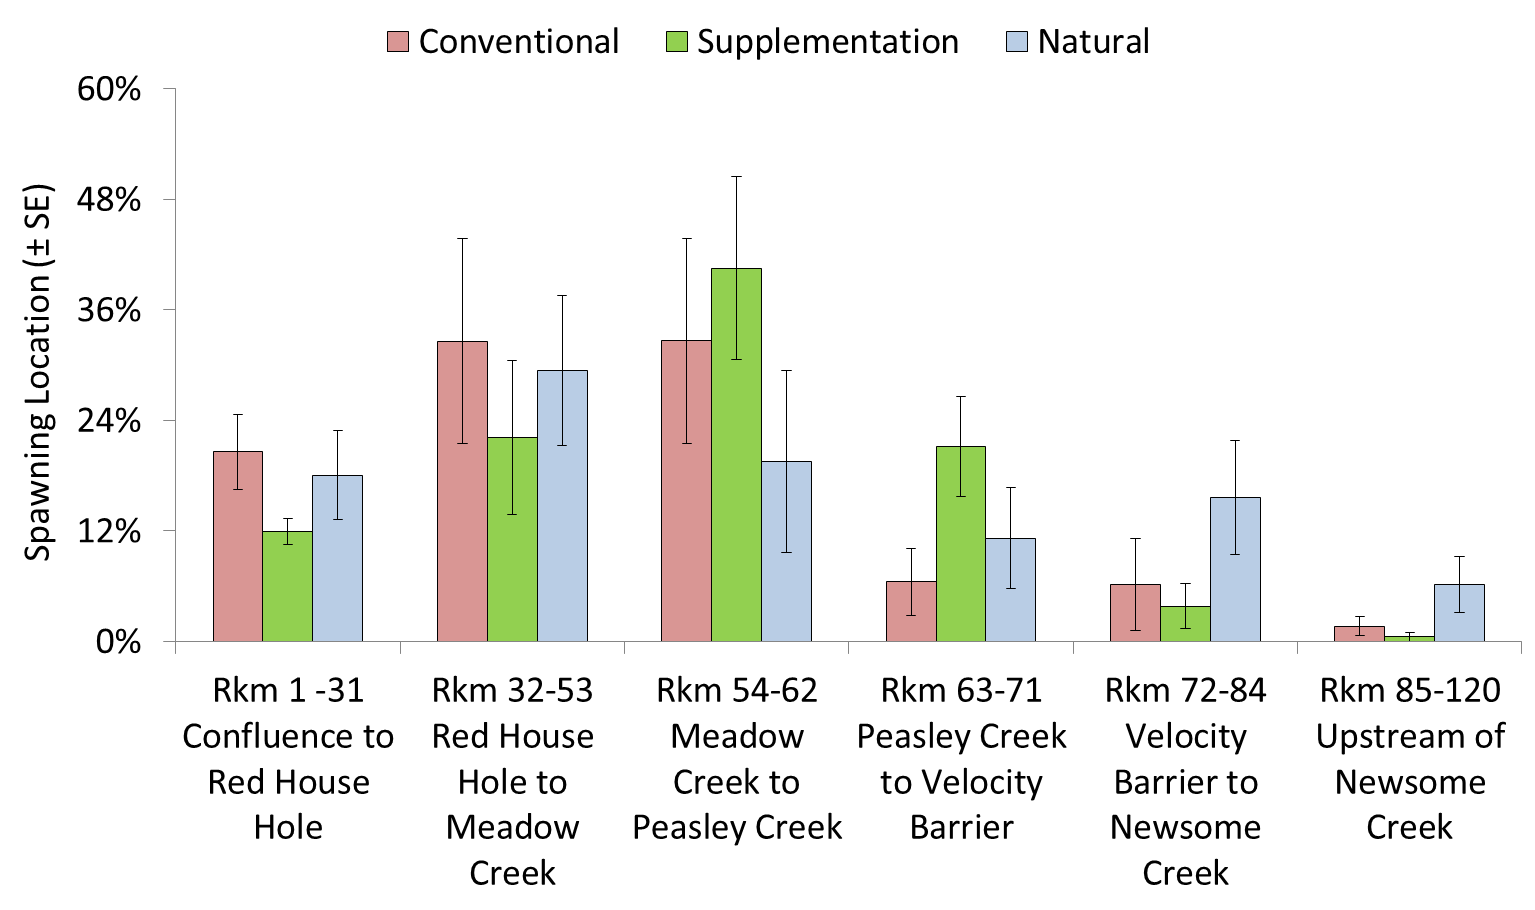 Conventional Supplementation Natural
Spawning Location (± SE)
60%
48%
36%
24%
12%
0%
Rkm 1 -31
Confluence to
Red House
Hole
Rkm 32-53
Red House
Hole to
Meadow
Creek
Rkm 54-62
Meadow
Creek to
Peasley Creek
Rkm 63-71
Peasley Creek
to Velocity
Barrier
Rkm 72-84
Velocity
Barrier to
Newsome
Creek
Rkm 85-120
Upstream of
Newsome
Creek